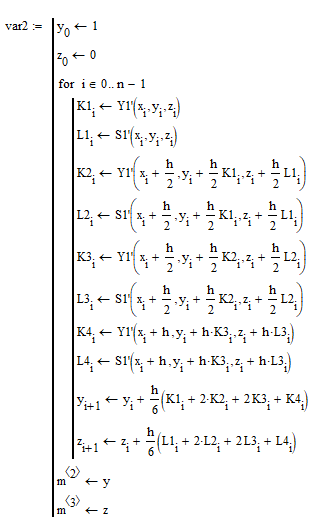 var2 := y₀ ← 1
z₀ ← 0
for i ∈ 0..n − 1
K1ᵢ ← Y1'(xᵢ,yᵢ,zᵢ)
L1ᵢ ← S1'(xᵢ,yᵢ,zᵢ)
K2ᵢ ← Y1'(xᵢ + h/2,yᵢ + h/2 K1ᵢ,zᵢ + h/2 L1ᵢ)
L2ᵢ ← S1'(xᵢ + h/2,yᵢ + h/2 K1ᵢ,zᵢ + h/2 L1ᵢ)
K3ᵢ ← Y1'(xᵢ + h/2,yᵢ + h/2 K2ᵢ,zᵢ + h/2 L2ᵢ)
L3ᵢ ← S1'(xᵢ + h/2,yᵢ + h/2 K2ᵢ,zᵢ + h/2 L2ᵢ)
K4ᵢ ← Y1'(xᵢ + h,yᵢ + h·K3ᵢ,zᵢ + h·L3ᵢ)
L4ᵢ ← S1'(xᵢ + h,yᵢ + h·K3ᵢ,zᵢ + h·L3ᵢ)
yᵢ₊₁ ← yᵢ + h/6(K1ᵢ + 2·K2ᵢ + 2K3ᵢ + K4ᵢ)
zᵢ₊₁ ← zᵢ + h/6(L1ᵢ + 2·L2ᵢ + 2L3ᵢ + L4ᵢ)
m⟨2⟩ ← y
m⟨3⟩ ← z